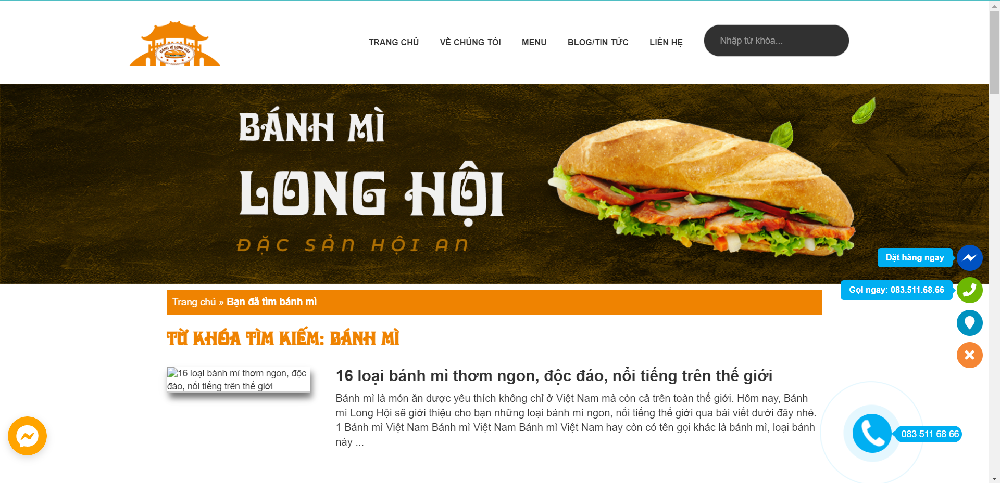 BÁNH MÌ LONG HỘI
TRANG CHỦ
VỀ CHÚNG TÔI
MENU
BLOG/TIN TỨC
LIÊN HỆ
Nhập từ khóa...
BÁNH MÌ
LONG HỘI
ĐẶC SẢN HỘI AN
Đặt hàng ngay
Gọi ngay: 083.511.68.66
Trang chủ » Bạn đã tìm bánh mì
TỪ KHÓA TÌM KIẾM: BÁNH MÌ
16 loại bánh mì thơm ngon, độc
đáo, nổi tiếng trên thế giới
16 loại bánh mì thơm ngon, độc đáo, nổi tiếng trên thế giới
Bánh mì là món ăn được yêu thích không chỉ ở Việt Nam mà còn cả trên toàn thế giới. Hôm nay, Bánh
mì Long Hội sẽ giới thiệu cho bạn những loại bánh mì ngon, nổi tiếng thế giới qua bài viết dưới đây nhé.
1 Bánh mì Việt Nam Bánh mì Việt Nam Bánh mì Việt Nam hay còn có tên gọi khác là bánh mì, loại bánh
này ...
083 511 68 66